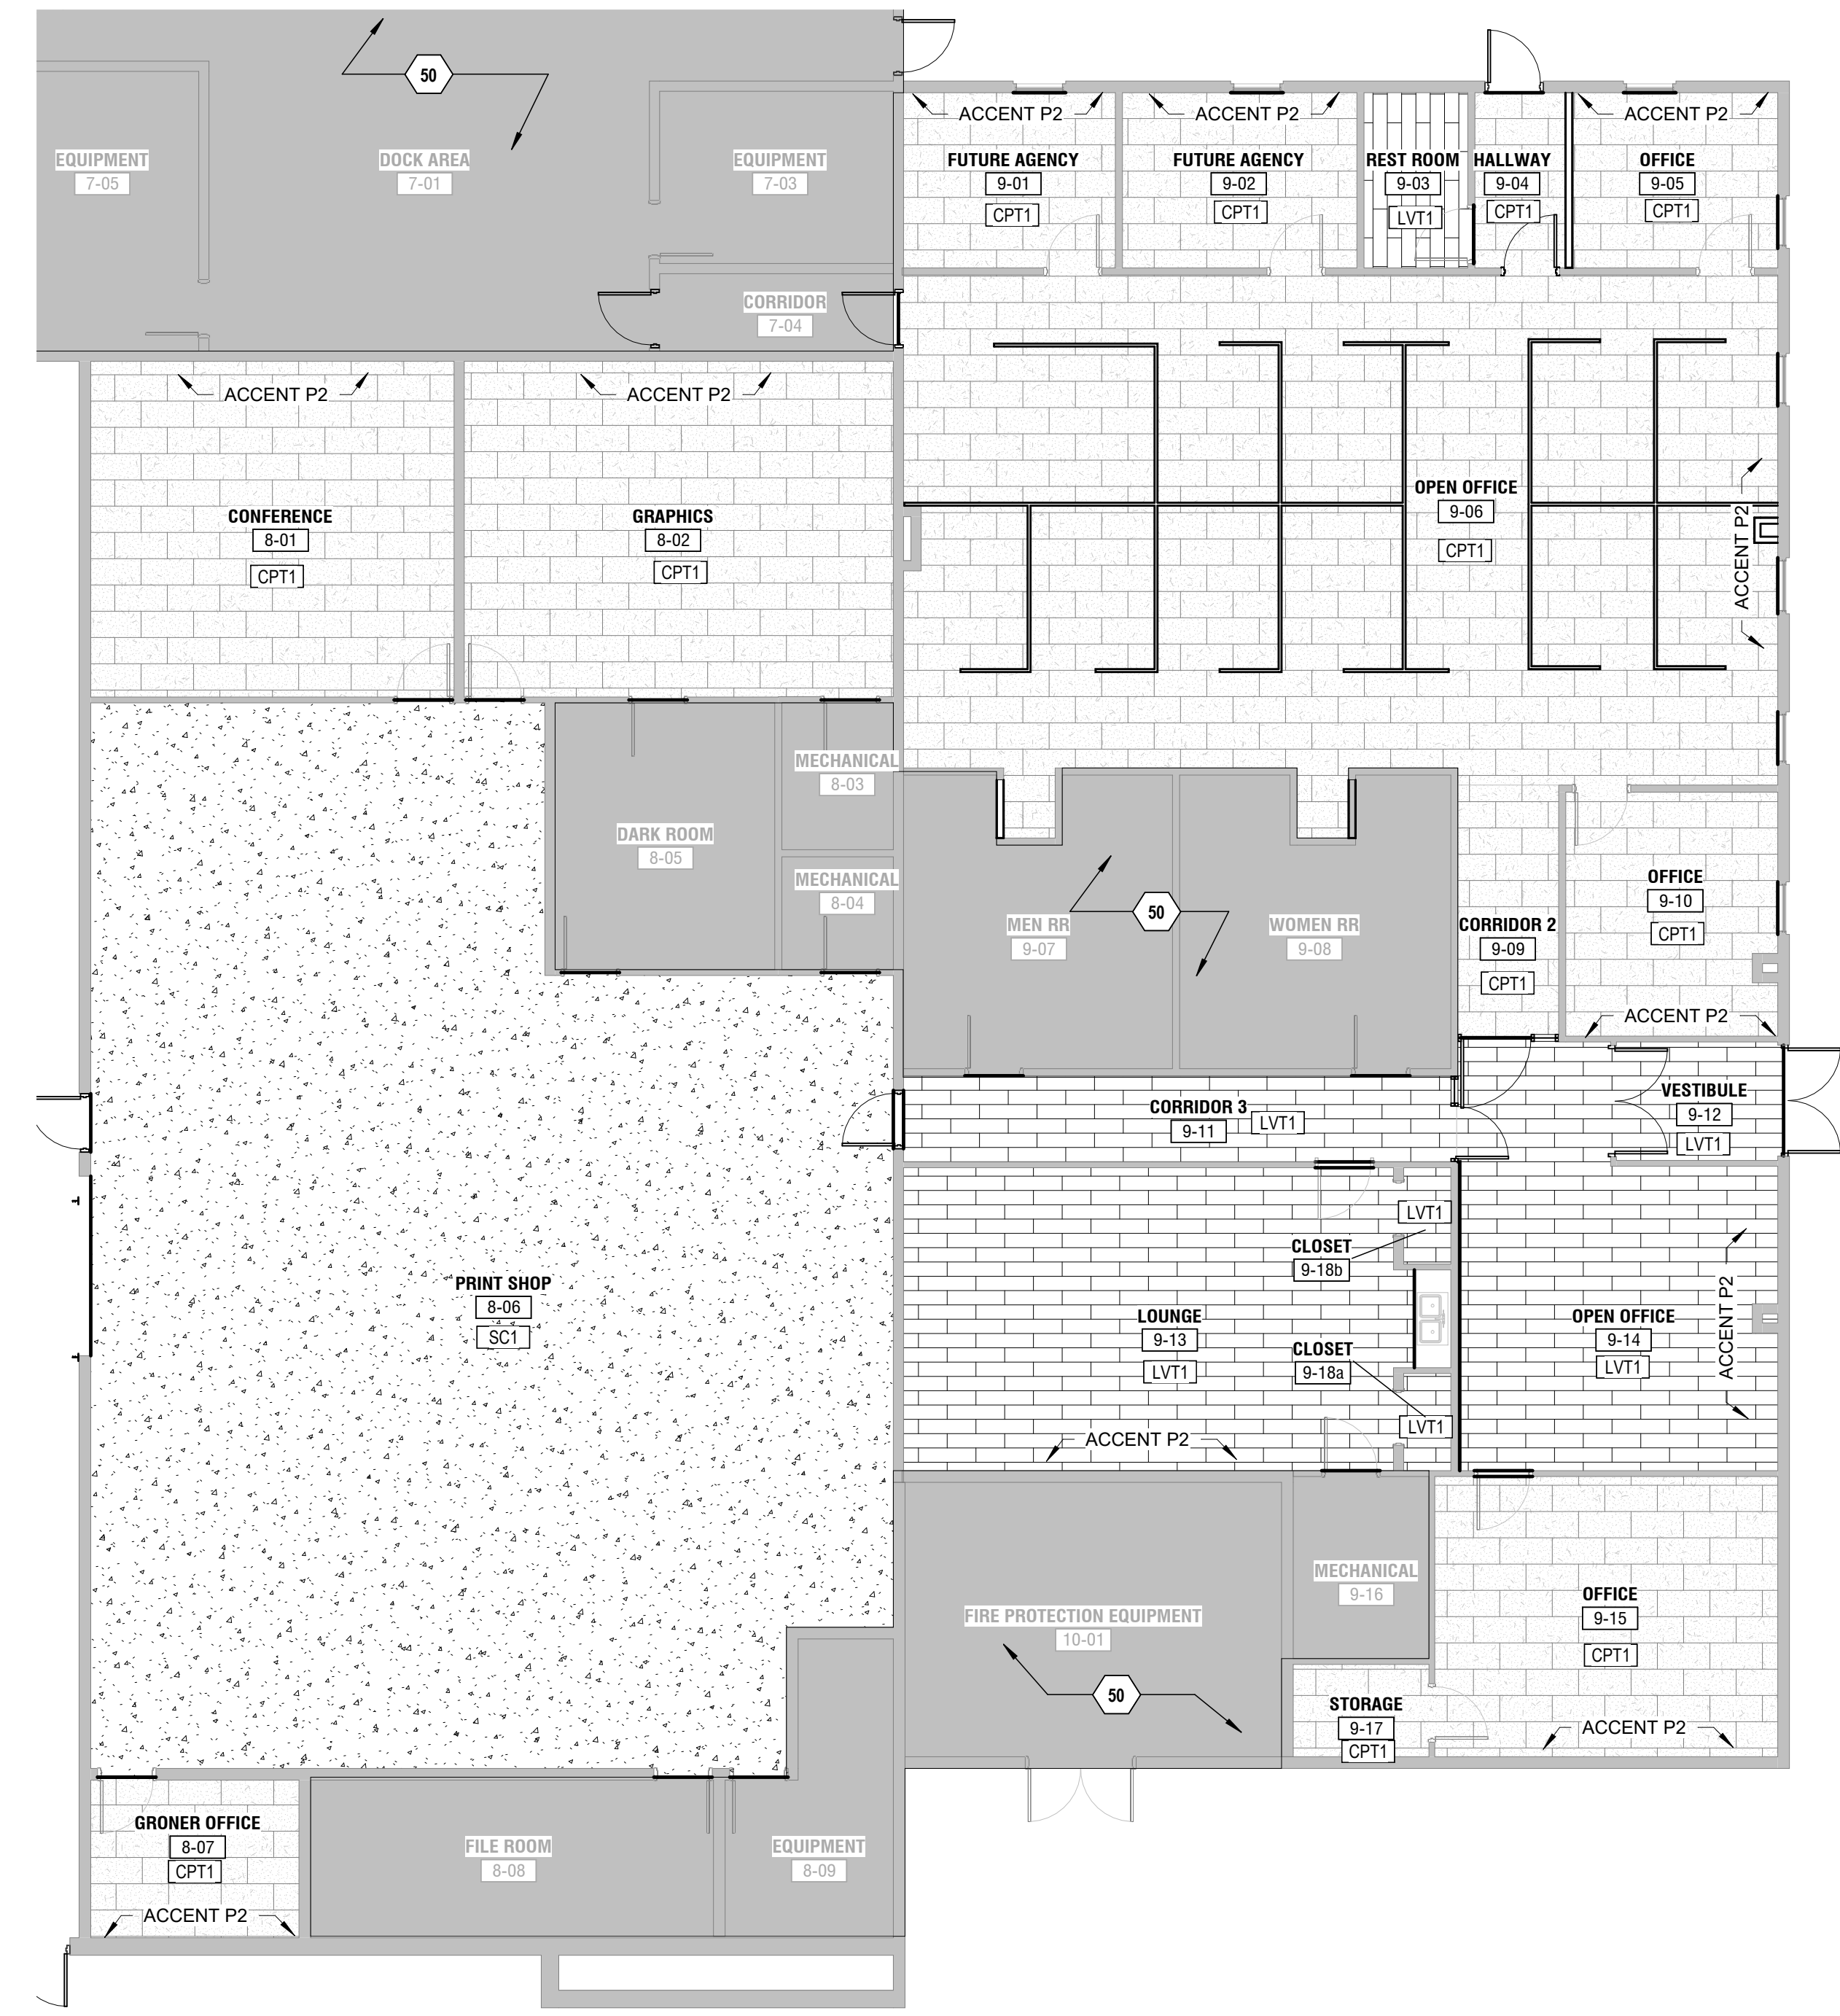 50
ACCENT P2
ACCENT P2
ACCENT P2
EQUIPMENT
7-05
DOCK AREA
7-01
EQUIPMENT
7-03
FUTURE AGENCY
9-01
CPT1
FUTURE AGENCY
9-02
CPT1
REST ROOM
9-03
LVT1
HALLWAY
9-04
CPT1
OFFICE
9-05
CPT1
CORRIDOR
7-04
ACCENT P2
ACCENT P2
CONFERENCE
8-01
CPT1
GRAPHICS
8-02
CPT1
OPEN OFFICE
9-06
CPT1
ACCENT P2
MECHANICAL
8-03
DARK ROOM
8-05
MECHANICAL
8-04
MEN RR
9-07
50
WOMEN RR
9-08
CORRIDOR 2
9-09
CPT1
OFFICE
9-10
CPT1
ACCENT P2
CORRIDOR 3
9-11
LVT1
VESTIBULE
9-12
LVT1
LVT1
CLOSET
9-18b
PRINT SHOP
8-06
SC1
LOUNGE
9-13
LVT1
CLOSET
9-18a
LVT1
OPEN OFFICE
9-14
LVT1
ACCENT P2
ACCENT P2
MECHANICAL
9-16
FIRE PROTECTION EQUIPMENT
10-01
50
OFFICE
9-15
CPT1
STORAGE
9-17
CPT1
ACCENT P2
GRONER OFFICE
8-07
CPT1
ACCENT P2
FILE ROOM
8-08
EQUIPMENT
8-09